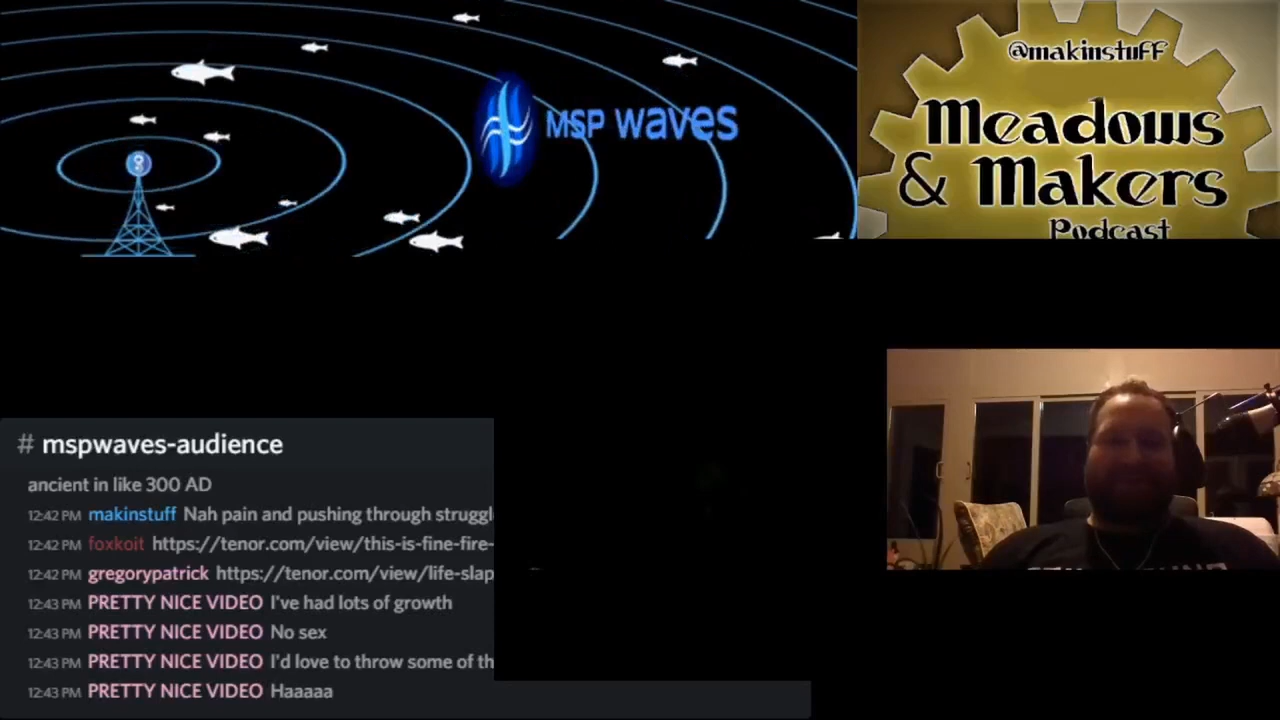 MSP waves
@makinstuff
Meadows
& Makers
Podcast
# mspwaves-audience
ancient in like 300 AD
12:42 PM makinstuff Nah pain and pushing through struggl
12:42 PM foxkoit https://tenor.com/view/this-is-fine-fire-
12:42 PM gregorypatrick https://tenor.com/view/life-slap
12:43 PM PRETTY NICE VIDEO I've had lots of growth
12:43 PM PRETTY NICE VIDEO No sex
12:43 PM PRETTY NICE VIDEO I'd love to throw some of th
12:43 PM PRETTY NICE VIDEO Haaaaa